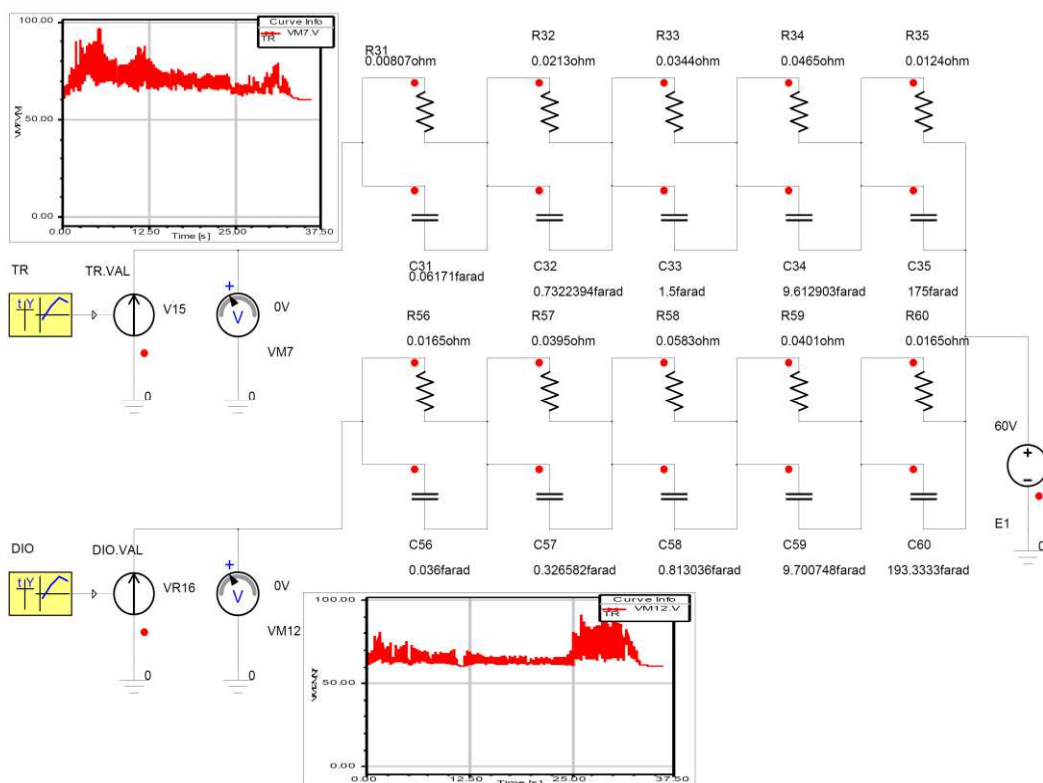 100.00
Curve Info
VM7.V
TR
50.00
0.00
0.00 12.50 25.00 37.50
Time [s]
R31
0.00807ohm
R32
0.0213ohm
R33
0.0344ohm
R34
0.0465ohm
R35
0.0124ohm
C31
0.06171farad
C32
0.7322394farad
C33
1.5farad
C34
9.612903farad
C35
175farad
TR
TR.VAL
t Y
V15
+
V
0V
VM7
0
0
R56
0.0165ohm
R57
0.0395ohm
R58
0.0583ohm
R59
0.0401ohm
R60
0.0165ohm
60V
+
E1
0
C56
0.036farad
C57
0.326582farad
C58
0.813036farad
C59
9.700748farad
C60
193.3333farad
DIO
DIO.VAL
t Y
VR16
+
V
0V
VM12
0
0
100.00
Curve Info
VM12.V
TR
50.00
0.00
0.00 12.50 25.00 37.50
Time [s]